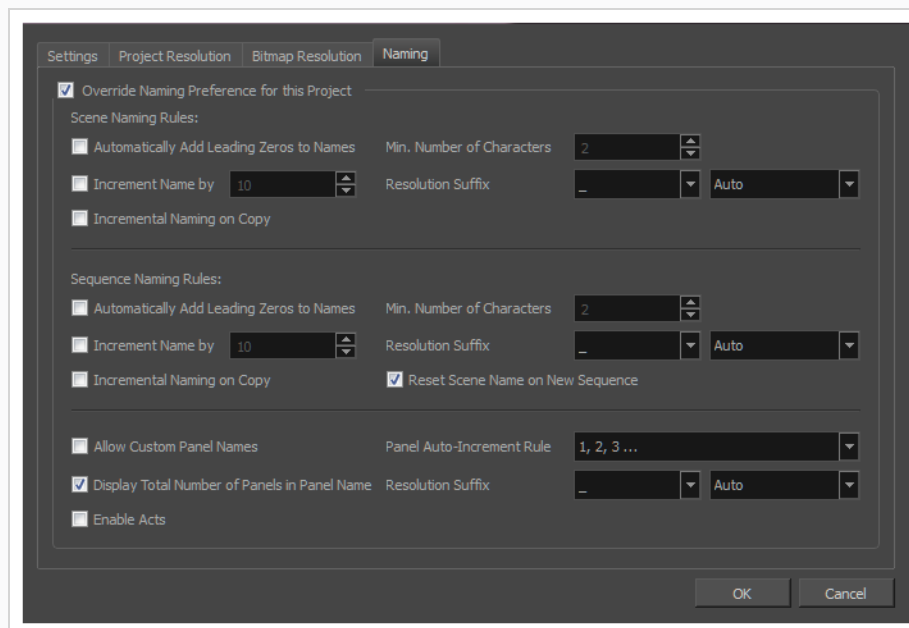 Settings Project Resolution Bitmap Resolution Naming
Override Naming Preference for this Project
Scene Naming Rules:
Automatically Add Leading Zeros to Names Min. Number of Characters 2
Increment Name by 10 Resolution Suffix _ Auto
Incremental Naming on Copy
Sequence Naming Rules:
Automatically Add Leading Zeros to Names Min. Number of Characters 2
Increment Name by 10 Resolution Suffix _ Auto
Incremental Naming on Copy Reset Scene Name on New Sequence
Allow Custom Panel Names Panel Auto-Increment Rule 1, 2, 3 ...
Display Total Number of Panels in Panel Name Resolution Suffix _ Auto
Enable Acts
OK Cancel